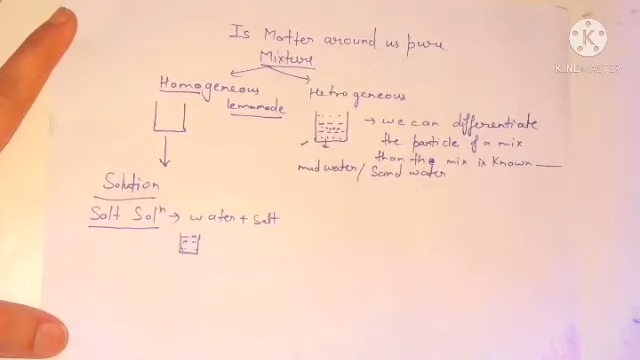 Is Matter around us pure
Mixture
Homogeneous
Hetrogeneous
lemonade
→ we can differentiate
the particle of a mix
than the mix is known
mud water/ Sand water
Solution
Salt Solⁿ → water + salt
K
KINEMASTER